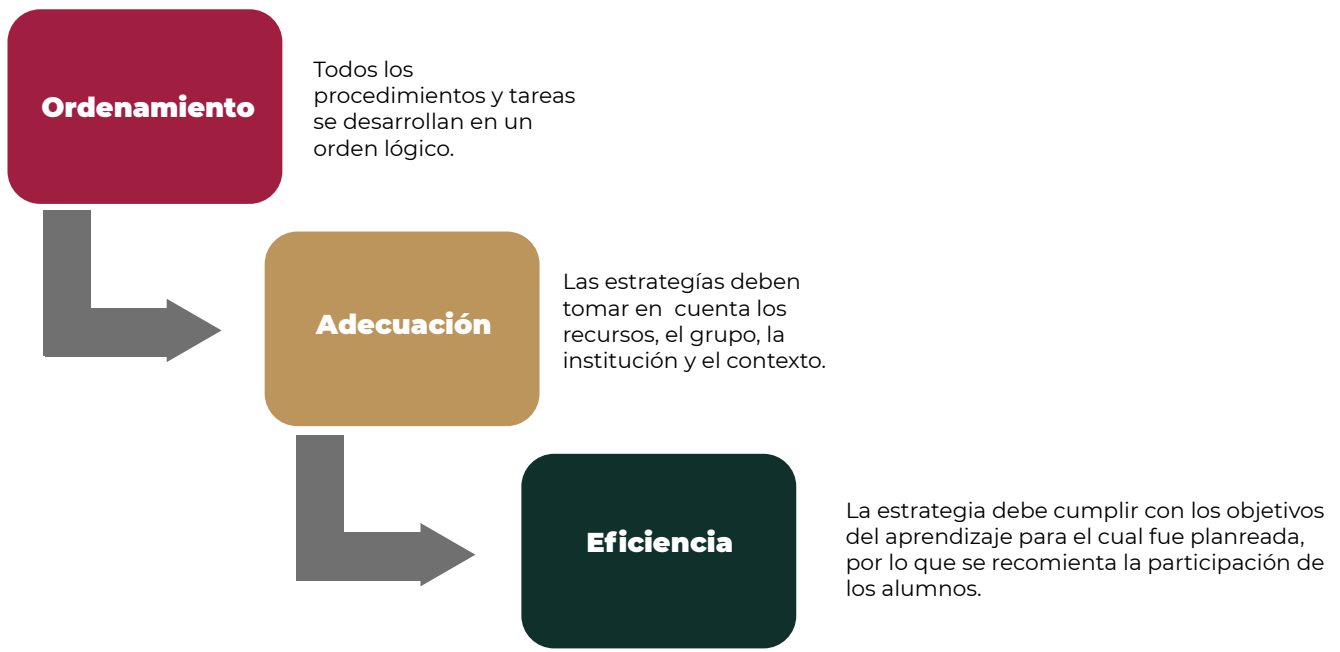 Ordenamiento
Todos los
procedimientos y tareas
se desarrollan en un
orden lógico.
Adecuación
Las estrategías deben
tomar en  cuenta los
recursos, el grupo, la
institución y el contexto.
Eficiencia
La estrategia debe cumplir con los objetivos
del aprendizaje para el cual fue planreada,
por lo que se recomienta la participación de
los alumnos.